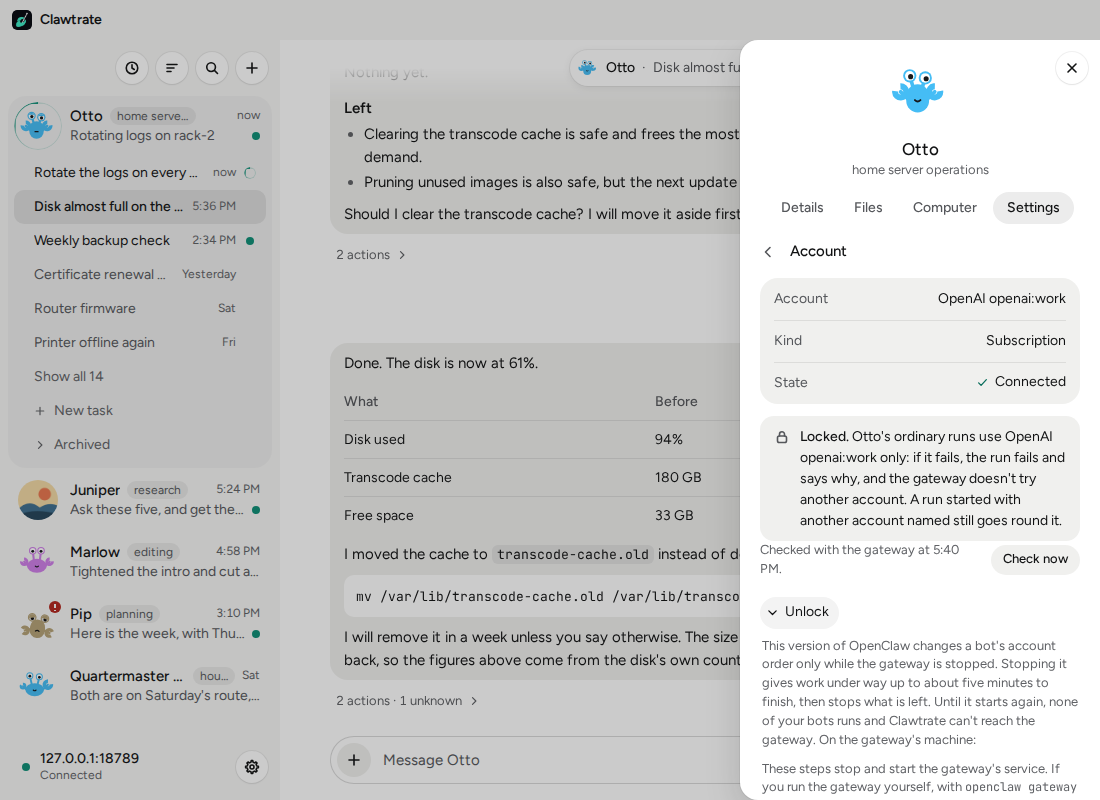 Clawtrate
Otto home serve... now
Rotating logs on rack-2
Rotate the logs on every ... now
Disk almost full on the ... 5:36 PM
Weekly backup check 2:34 PM
Certificate renewal ... Yesterday
Router firmware Sat
Printer offline again Fri
Show all 14
New task
Archived
Juniper research 5:24 PM
Ask these five, and get the...
Marlow editing 4:58 PM
Tightened the intro and cut a...
Pip planning 3:10 PM
Here is the week, with Thu...
Quartermaster ... hou... Sat
Both are on Saturday's route,...
127.0.0.1:18789
Connected
Nothing yet.
Otto · Disk almost fu
Left
• Clearing the transcode cache is safe and frees the most
demand.
• Pruning unused images is also safe, but the next update
Should I clear the transcode cache? I will move it aside first
2 actions
Done. The disk is now at 61%.
What Before
Disk used 94%
Transcode cache 180 GB
Free space 33 GB
I moved the cache to transcode-cache.old instead of d
mv /var/lib/transcode-cache.old /var/lib/transco
I will remove it in a week unless you say otherwise. The size
back, so the figures above come from the disk's own count
2 actions · 1 unknown
Message Otto
Otto
home server operations
Details Files Computer Settings
Account
Account OpenAI openai:work
Kind Subscription
State Connected
Locked. Otto's ordinary runs use OpenAI
openai:work only: if it fails, the run fails and
says why, and the gateway doesn't try
another account. A run started with
another account named still goes round it.
Checked with the gateway at 5:40
PM.
Check now
Unlock
This version of OpenClaw changes a bot's account
order only while the gateway is stopped. Stopping it
gives work under way up to about five minutes to
finish, then stops what is left. Until it starts again, none
of your bots runs and Clawtrate can't reach the
gateway. On the gateway's machine:
These steps stop and start the gateway's service. If
you run the gateway yourself, with openclaw gateway